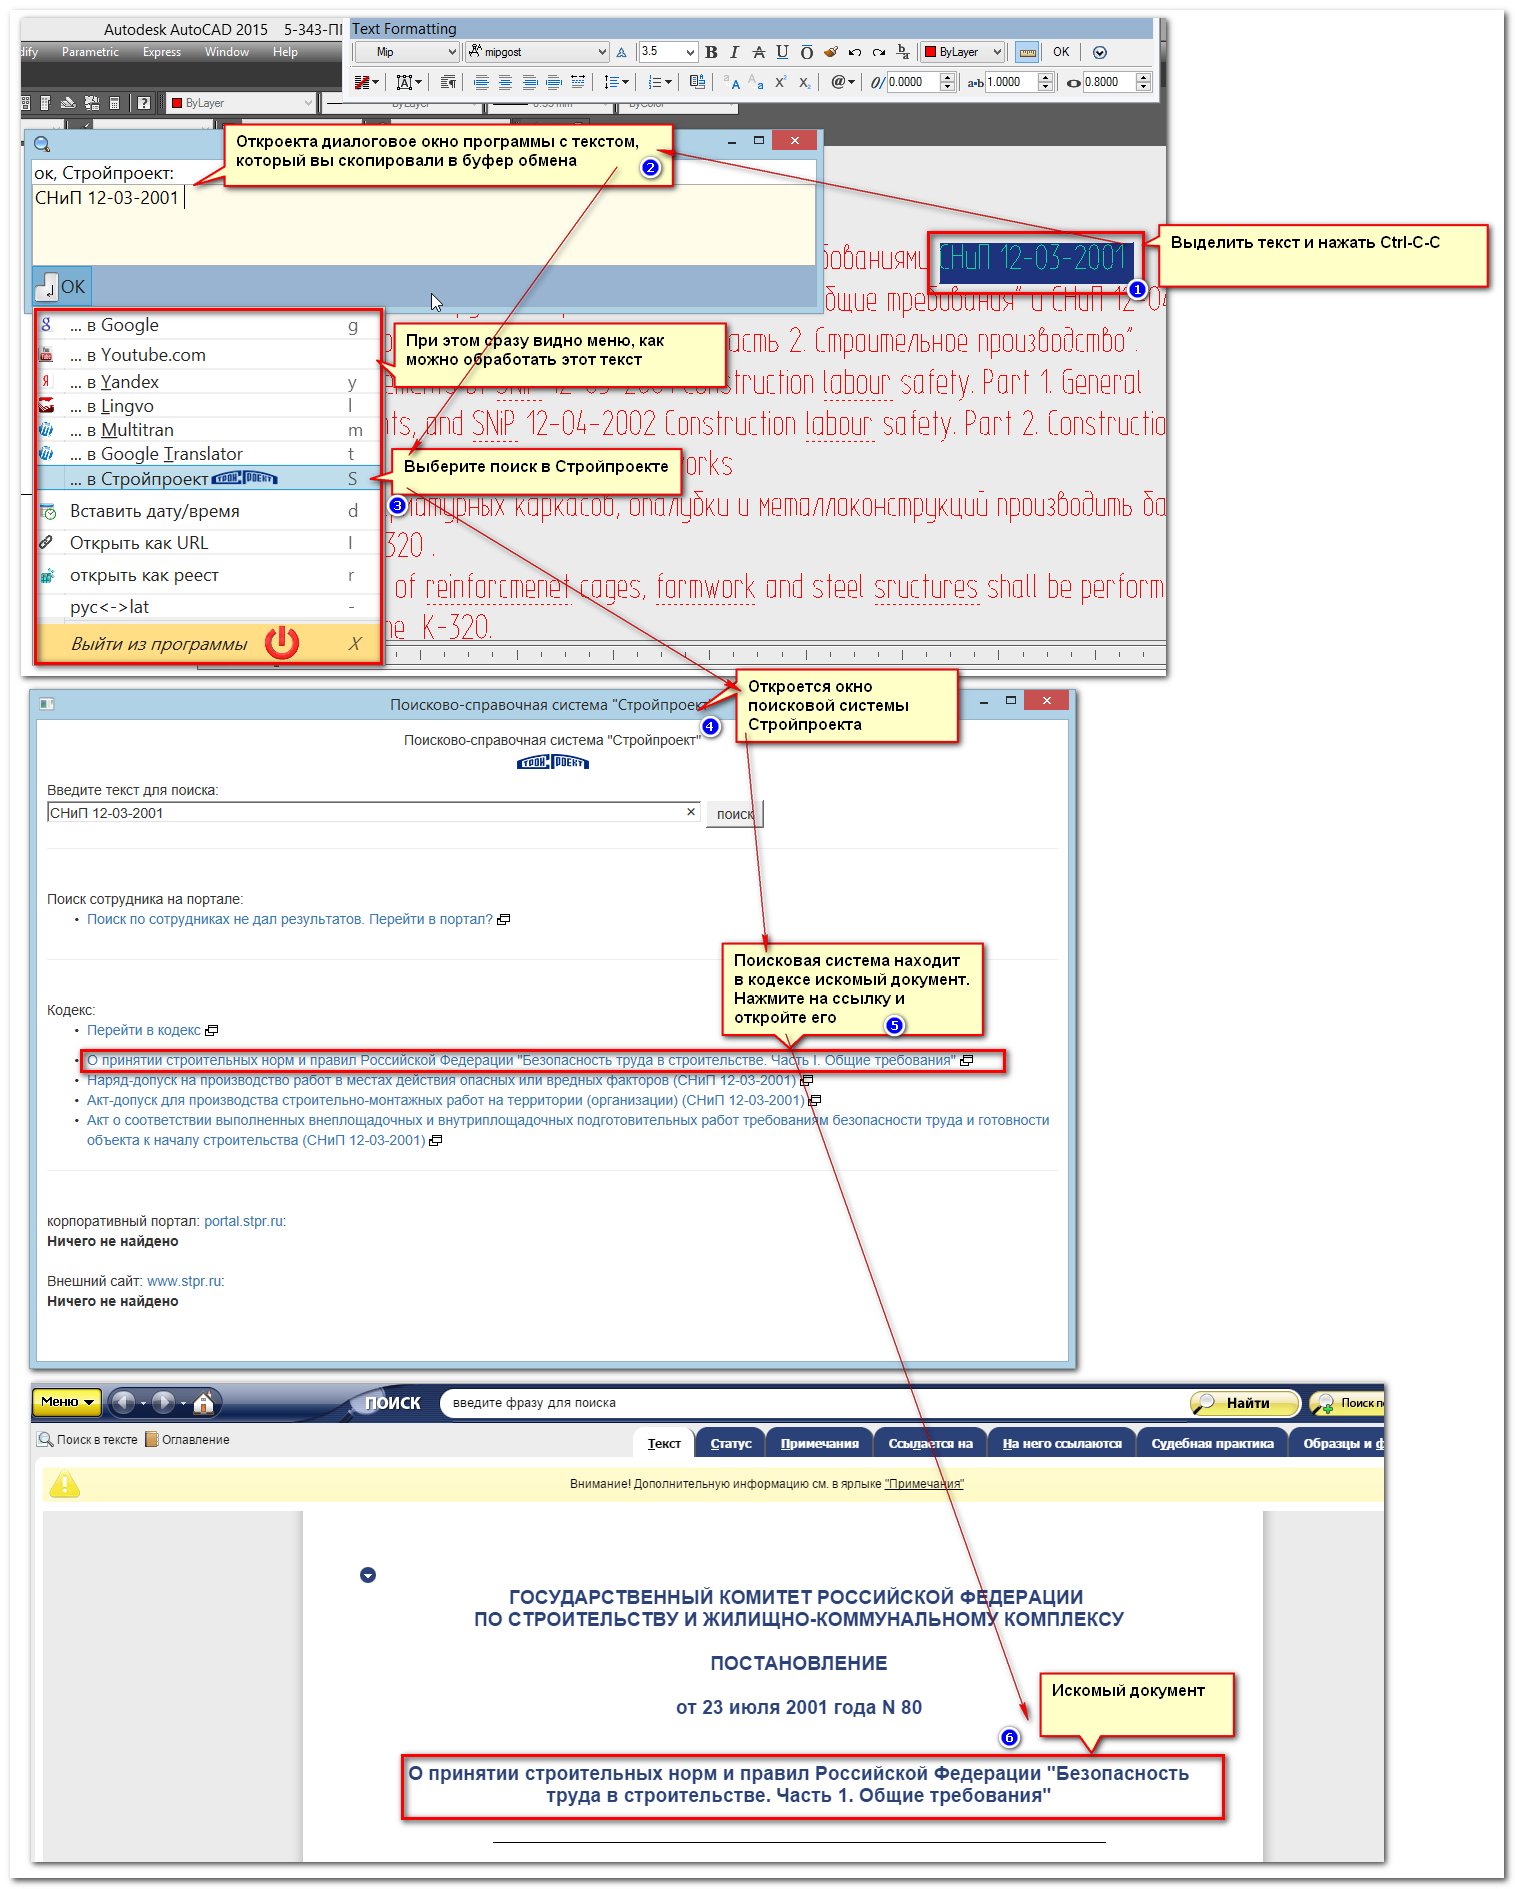 Autodesk AutoCAD 2015 5-343-ПГ
Text Formatting
dify Parametric Express Window Help
Mip mipgost 3.5 B I A U O ByLayer OK
@ 0/ 0.0000 a•b 1.0000 0.8000
ByLayer ByLayer ByColor
Откроекта диалоговое окно программы с текстом,
который вы скопировали в буфер обмена
2
ок, Стройпроект:
СНиП 12-03-2001
OK
Выделить текст и нажать Ctrl-C-C
1
бованиями СНиП 12-03-2001
бщие требования" и СНиП 12-04
асть 2. Строительное производство".
struction labour safety. Part 1. General
nts, and SNiP 12-04-2002 Construction labour safety. Part 2. Constructio
orks
матурных каркасов, опалубки и металлоконструкций производить ба
320 .
of reinforcmenet cages, formwork and steel sructures shall be perform
ne K-320.
... в Google g
... в Youtube.com
... в Yandex y
... в Lingvo l
... в Multitran m
... в Google Translator t
... в Стройпроект СТРОЙПРОЕКТ S
Вставить дату/время d
Открыть как URL l
открыть как реест r
рус<->lat -
Выйти из программы X
При этом сразу видно меню, как
можно обработать этот текст
Выберите поиск в Стройпроекте
3
Откроется окно
поисковой системы
Стройпроекта
4
Поисково-справочная система "Стройпроект"
Поисково-справочная система "Стройпроект"
СТРОЙПРОЕКТ
Введите текст для поиска:
СНиП 12-03-2001 × поиск
Поиск сотрудника на портале:
• Поиск по сотрудниках не дал результатов. Перейти в портал?
Поисковая система находит
в кодексе искомый документ.
Нажмите на ссылку и
откройте его
5
Кодекс:
• Перейти в кодекс
• О принятии строительных норм и правил Российской Федерации "Безопасность труда в строительстве. Часть I. Общие требования"
• Наряд-допуск на производство работ в местах действия опасных или вредных факторов (СНиП 12-03-2001)
• Акт-допуск для производства строительно-монтажных работ на территории (организации) (СНиП 12-03-2001)
• Акт о соответствии выполненных внеплощадочных и внутриплощадочных подготовительных работ требованиям безопасности труда и готовности
объекта к началу строительства (СНиП 12-03-2001)
корпоративный портал: portal.stpr.ru:
Ничего не найдено
Внешний сайт: www.stpr.ru:
Ничего не найдено
Меню ПОИСК введите фразу для поиска Найти Поиск п
Поиск в тексте Оглавление Текст Статус Примечания Ссылается на На него ссылаются Судебная практика Образцы и ф
Внимание! Дополнительную информацию см. в ярлыке "Примечания"
ГОСУДАРСТВЕННЫЙ КОМИТЕТ РОССИЙСКОЙ ФЕДЕРАЦИИ
ПО СТРОИТЕЛЬСТВУ И ЖИЛИЩНО-КОММУНАЛЬНОМУ КОМПЛЕКСУ
ПОСТАНОВЛЕНИЕ
от 23 июля 2001 года N 80
Искомый документ
6
О принятии строительных норм и правил Российской Федерации "Безопасность
труда в строительстве. Часть 1. Общие требования"